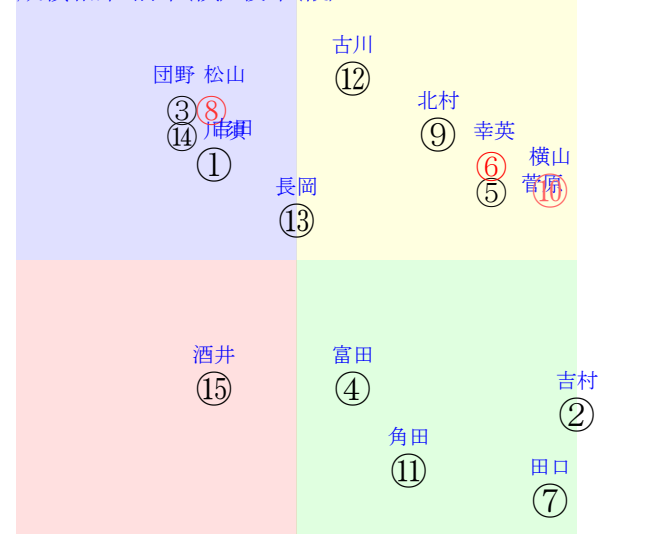 古川
⑫
団野 松山
③ ⑧
北村
⑨
幸英
⑥
⑭
①
横山
菅原
⑤ ⑩
長岡
⑬
酒井
⑮
富田
④
吉村
②
角田
⑪
田口
⑦